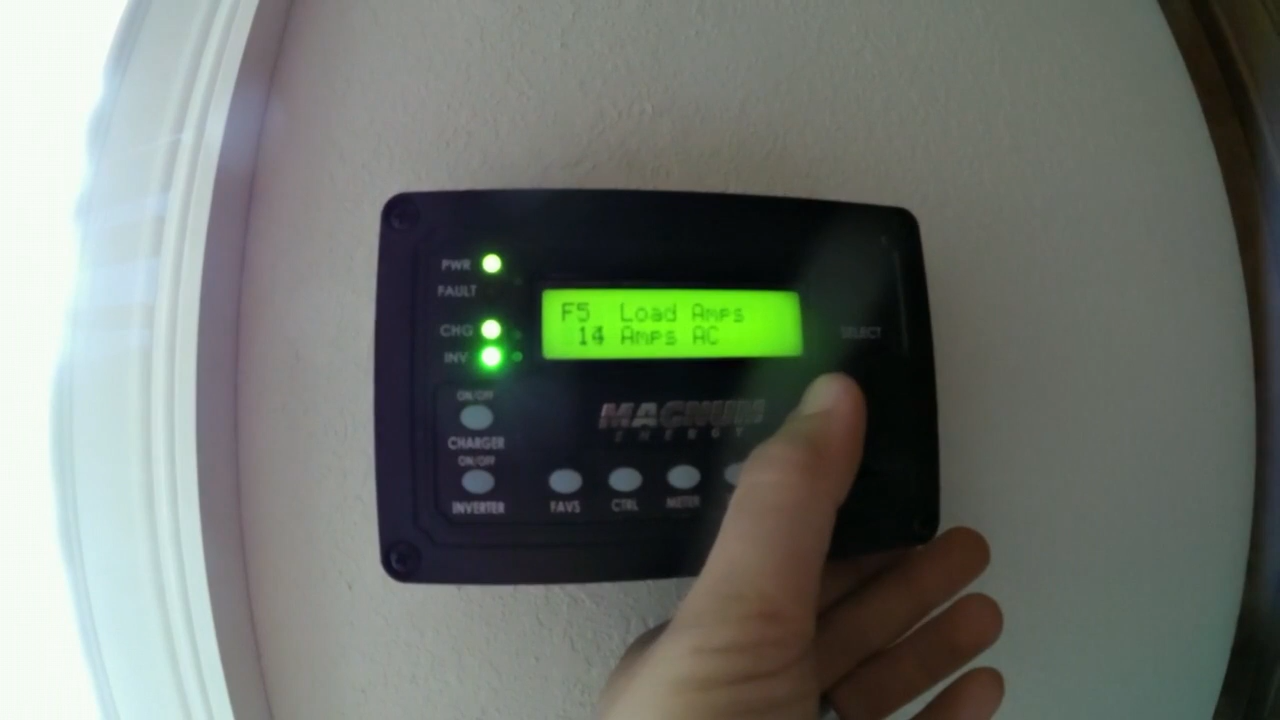 PWR
FAULT
CHG
INV
F5 Load Amps
14 Amps AC
SELECT
ON/OFF
CHARGER
ON/OFF
INVERTER
MAGNUM
ENERGY
FAVS
CTRL
METER